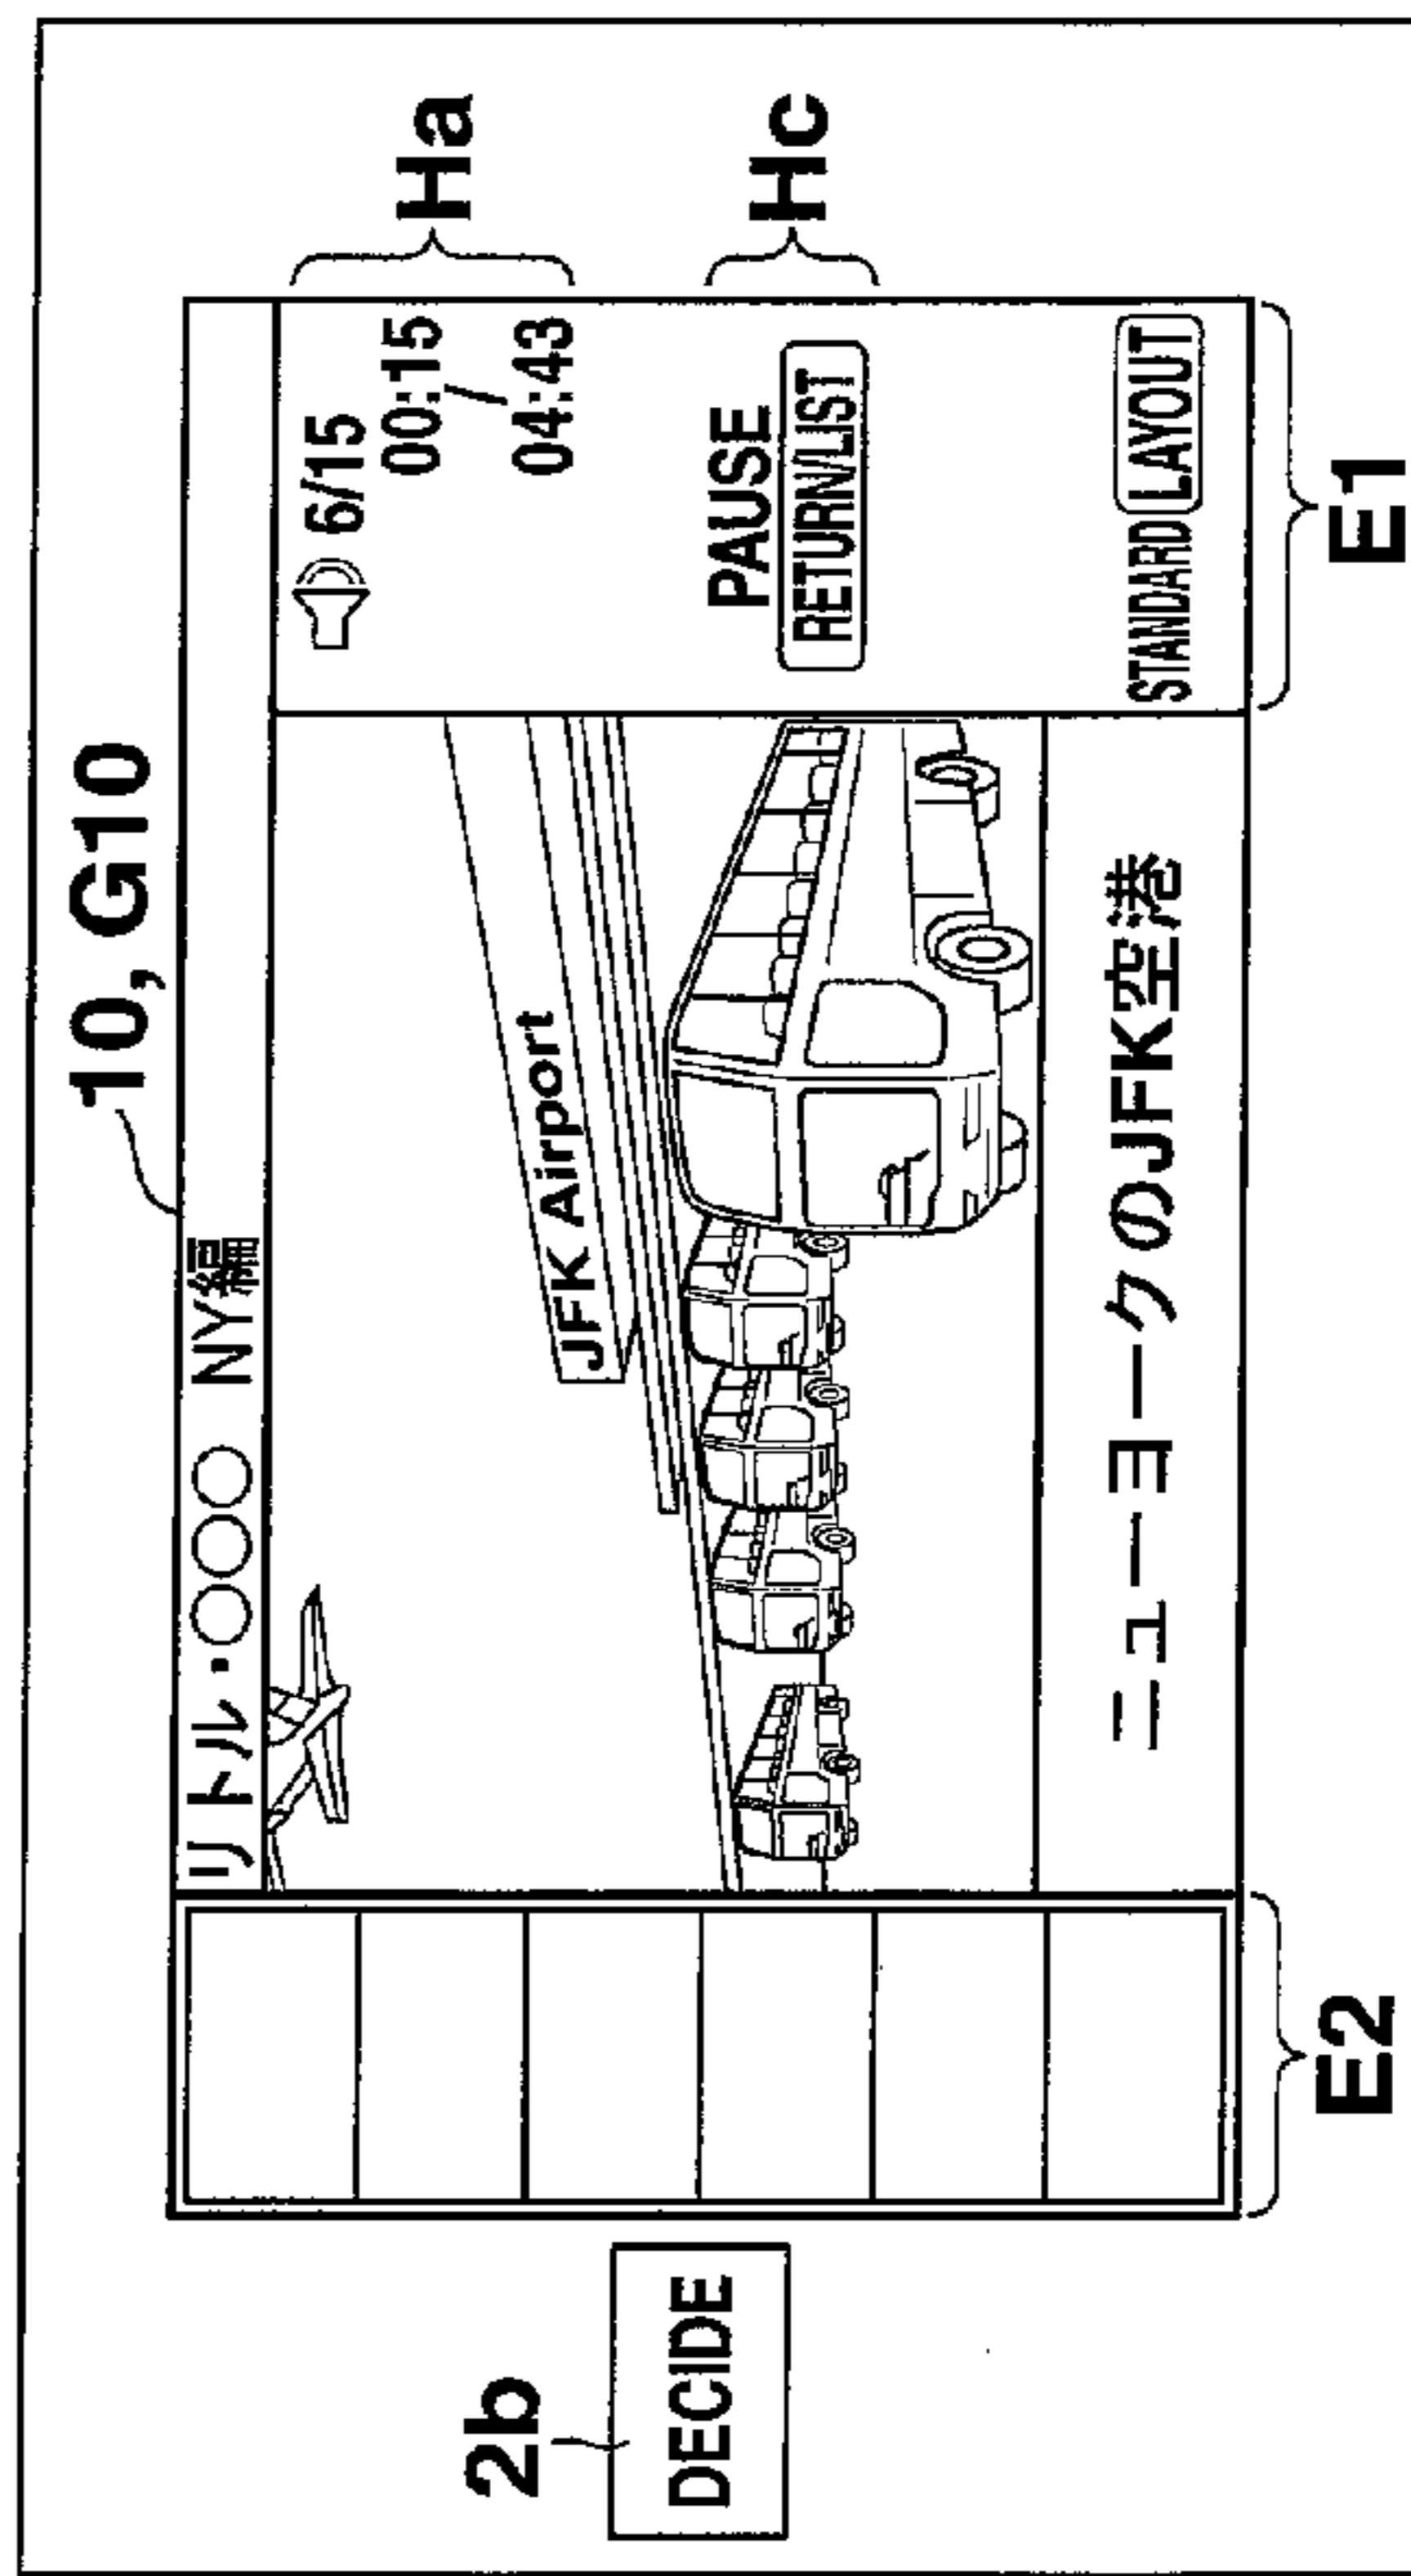 10, G10
リトル・○○○ NY編
6/15
00:15
/
04:43
Ha
JFK Airport
PAUSE
RETURN/LIST
Hc
2b
DECIDE
ニューヨークのJFK空港
STANDARD LAYOUT
E2
E1